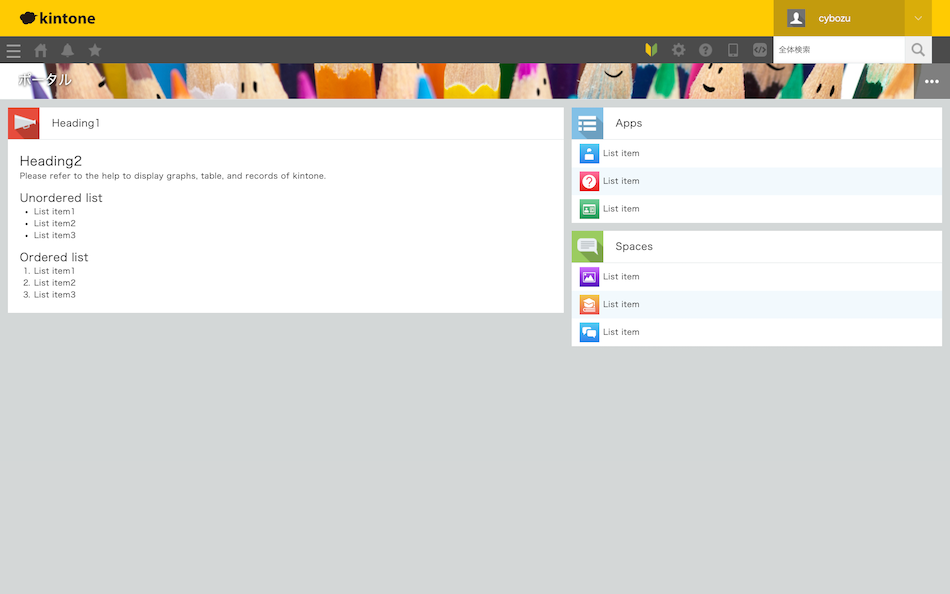 kintone
cybozu
全体検索
ポータル
Heading1
Heading2
Please refer to the help to display graphs, table, and records of kintone.
Unordered list
• List item1
• List item2
• List item3
Ordered list
1. List item1
2. List item2
3. List item3
Apps
List item
List item
List item
Spaces
List item
List item
List item